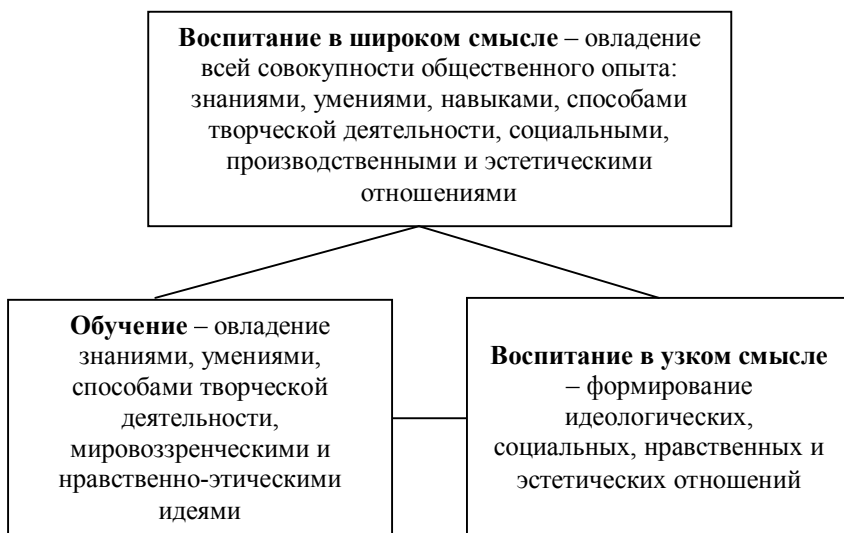 Воспитание в широком смысле – овладение
всей совокупности общественного опыта:
знаниями, умениями, навыками, способами
творческой деятельности, социальными,
производственными и эстетическими
отношениями
Обучение – овладение
знаниями, умениями,
способами творческой
деятельности,
мировоззренческими и
нравственно-этическими
идеями
Воспитание в узком смысле
– формирование
идеологических,
социальных, нравственных и
эстетических отношений